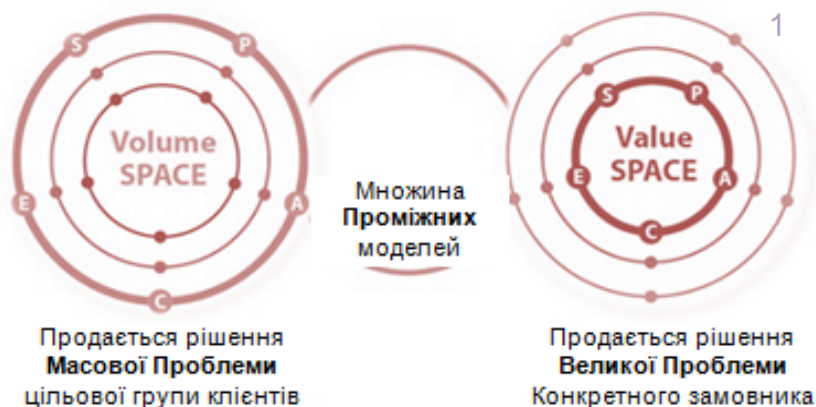 1
S
P
E
A
C
Volume
SPACE
Множина
Проміжних
моделей
S
P
E
A
C
Value
SPACE
Продається рішення
Масової Проблеми
цільової групи клієнтів
Продається рішення
Великої Проблеми
Конкретного замовника